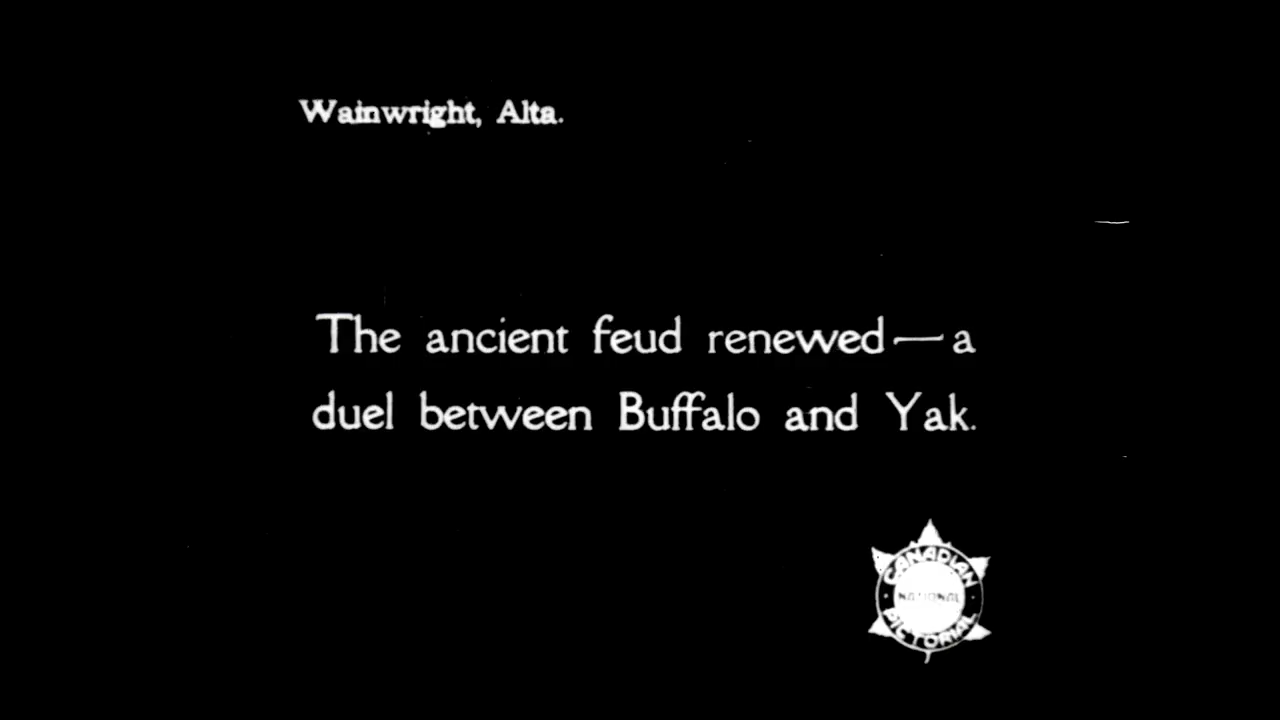 Wainwright, Alta.
The ancient feud renewed — a
duel between Buffalo and Yak.
CANADIAN
NATIONAL
PICTORIAL